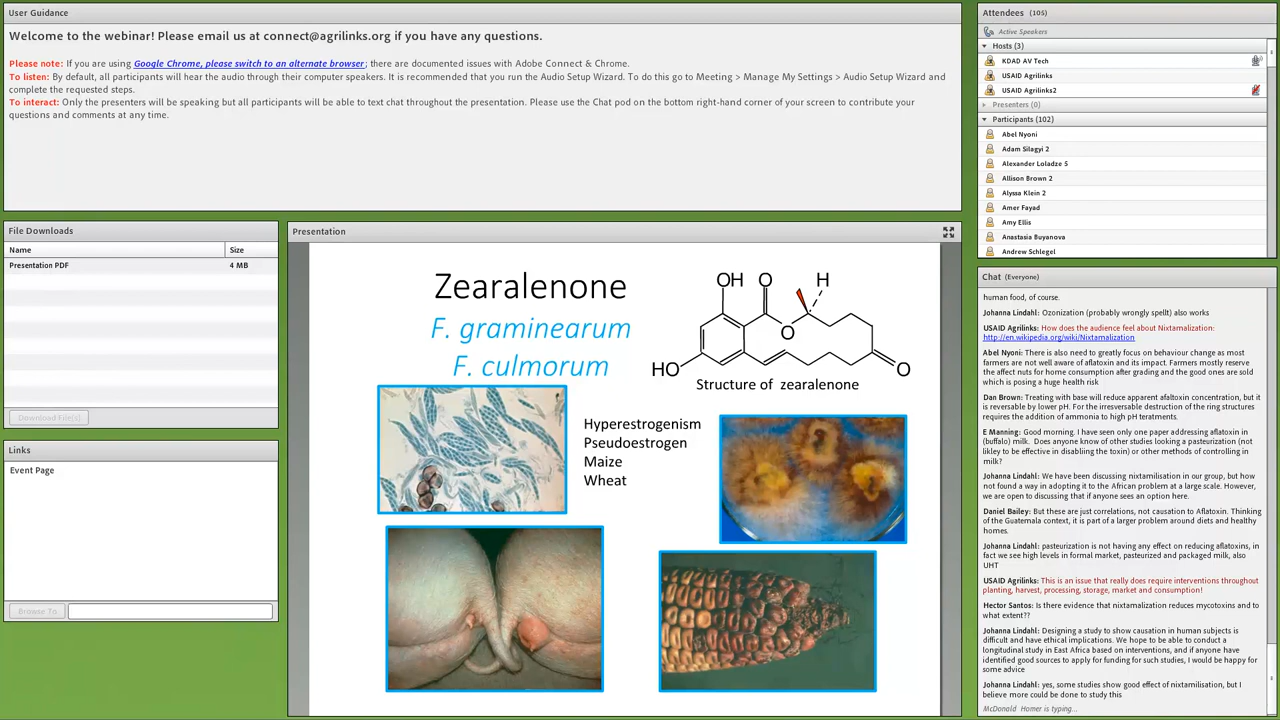 User Guidance
Welcome to the webinar! Please email us at connect@agrilinks.org if you have any questions.
Please note: If you are using Google Chrome, please switch to an alternate browser; there are documented issues with Adobe Connect & Chrome.
To listen: By default, all participants will hear the audio through their computer speakers. It is recommended that you run the Audio Setup Wizard. To do this go to Meeting > Manage My Settings > Audio Setup Wizard and
complete the requested steps.
To interact: Only the presenters will be speaking but all participants will be able to text chat throughout the presentation. Please use the Chat pod on the bottom right-hand corner of your screen to contribute your
questions and comments at any time.
File Downloads
Name Size
Presentation PDF 4 MB
Download File(s)
Links
Event Page
Browse To
Presentation
Zearalenone
F. graminearum
F. culmorum
OH O H
O
HO O
Structure of zearalenone
Hyperestrogenism
Pseudoestrogen
Maize
Wheat
Attendees (105)
Active Speakers
Hosts (3)
KDAD AV Tech
USAID Agrilinks
USAID Agrilinks2
Presenters (0)
Participants (102)
Abel Nyoni
Adam Silagyi 2
Alexander Loladze 5
Allison Brown 2
Alyssa Klein 2
Amer Fayad
Amy Ellis
Anastasia Buyanova
Andrew Schlegel
Chat (Everyone)
human food, of course.
Johanna Lindahl: Ozonization (probably wrongly spellt) also works
USAID Agrilinks: How does the audience feel about Nixtamalization:
http://en.wikipedia.org/wiki/Nixtamalization
Abel Nyoni: There is also need to greatly focus on behaviour change as most
farmers are not well aware of aflatoxin and its impact. Farmers mostly reserve
the affect nuts for home consumption after grading and the good ones are sold
which is posing a huge health risk
Dan Brown: Treating with base will reduce apparent afaltoxin concentration, but it
is reversable by lower pH. For the irresversable destruction of the ring structures
requires the addition of ammonia to high pH teratments.
E Manning: Good morning. I have seen only one paper addressing aflatoxin in
(buffalo) milk. Does anyone know of other studies looking a pasteurization (not
likley to be effective in disabling the toxin) or other methods of controlling in
milk?
Johanna Lindahl: We have been discussing nixtamilisation in our group, but how
not found a way in adopting it to the African problem at a large scale. However,
we are open to discussing that if anyone sees an option here.
Daniel Bailey: But these are just correlations, not causation to Aflatoxin. Thinking
of the Guatemala context, it is part of a larger problem around diets and healthy
homes.
Johanna Lindahl: pasteurization is not having any effect on reducing aflatoxins, in
fact we see high levels in formal market, pasteurized and packaged milk, also
UHT
USAID Agrilinks: This is an issue that really does require interventions throughout
planting, harvest, processing, storage, market and consumption!
Hector Santos: Is there evidence that nixtamalization reduces mycotoxins and to
what extent??
Johanna Lindahl: Designing a study to show causation in human subjects is
difficult and have ethical implications. We hope to be able to conduct a
longitudinal study in East Africa based on interventions, and if anyone have
identified good sources to apply for funding for such studies, I would be happy for
some advice
Johanna Lindahl: yes, some studies show good effect of nixtamilisation, but I
believe more could be done to study this
McDonald Homer is typing...